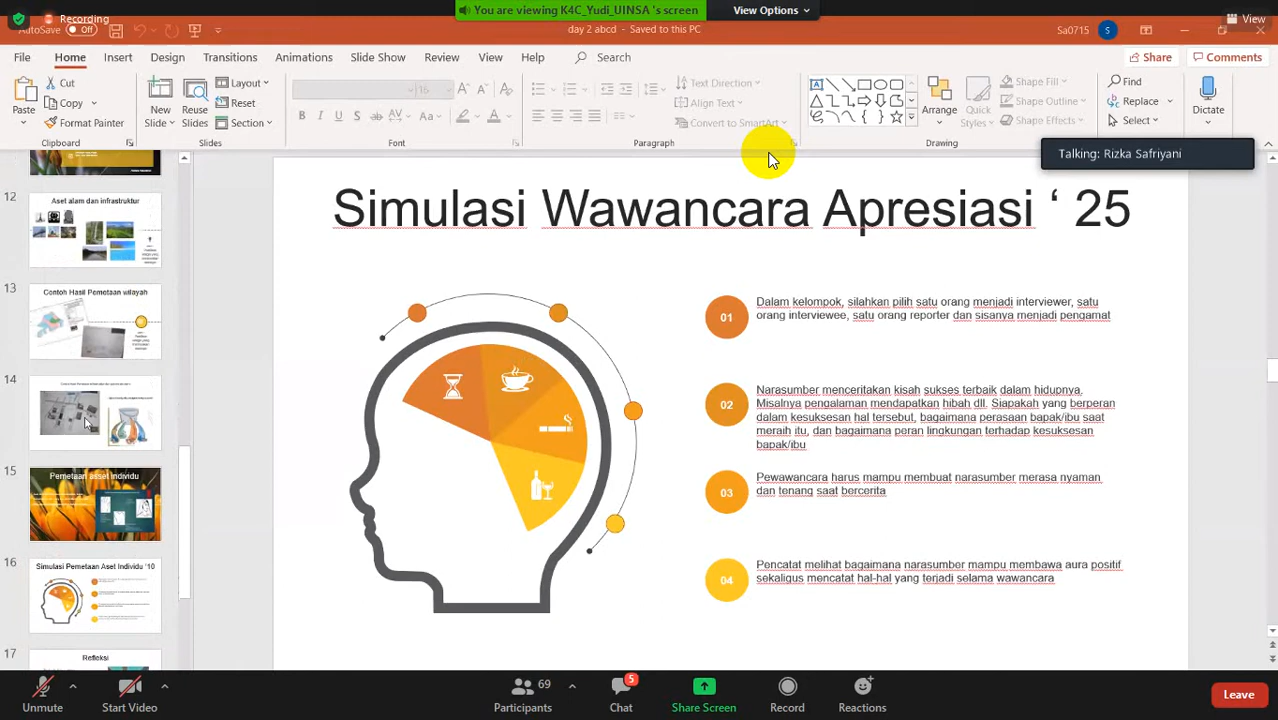 Recording
You are viewing K4C_Yudi_UINSA 's screen
View Options
View
AutoSave Off
day 2 abcd - Saved to this PC
Sa0715
S
File Home Insert Design Transitions Animations Slide Show Review View Help Search
Share Comments
Paste
Cut
Copy
Format Painter
Clipboard
New Slide
Reuse Slides
Layout
Reset
Section
Slides
16
B I U S ab AV Aa A
Font
Text Direction
Align Text
Convert to SmartArt
Paragraph
Arrange
Quick Styles
Shape Fill
Shape Outline
Shape Effects
Drawing
Find
Replace
Select
Dictate
Talking: Rizka Safriyani
12
Aset alam dan infrastruktur
13
Contoh Hasil Pemetaan wilayah
14
15
Pemetaan asset Individu
16
Simulasi Pemetaan Aset Individu '10
17
Refleksi
Simulasi Wawancara Apresiasi ‘ 25
01
Dalam kelompok, silahkan pilih satu orang menjadi interviewer, satu
orang interviewee, satu orang reporter dan sisanya menjadi pengamat
02
Narasumber menceritakan kisah sukses terbaik dalam hidupnya.
Misalnya pengalaman mendapatkan hibah dll. Siapakah yang berperan
dalam kesuksesan hal tersebut, bagaimana perasaan bapak/ibu saat
meraih itu, dan bagaimana peran lingkungan terhadap kesuksesan
bapak/ibu
03
Pewawancara harus mampu membuat narasumber merasa nyaman
dan tenang saat bercerita
04
Pencatat melihat bagaimana narasumber mampu membawa aura positif
sekaligus mencatat hal-hal yang terjadi selama wawancara
Unmute
Start Video
69
Participants
5
Chat
Share Screen
Record
Reactions
Leave